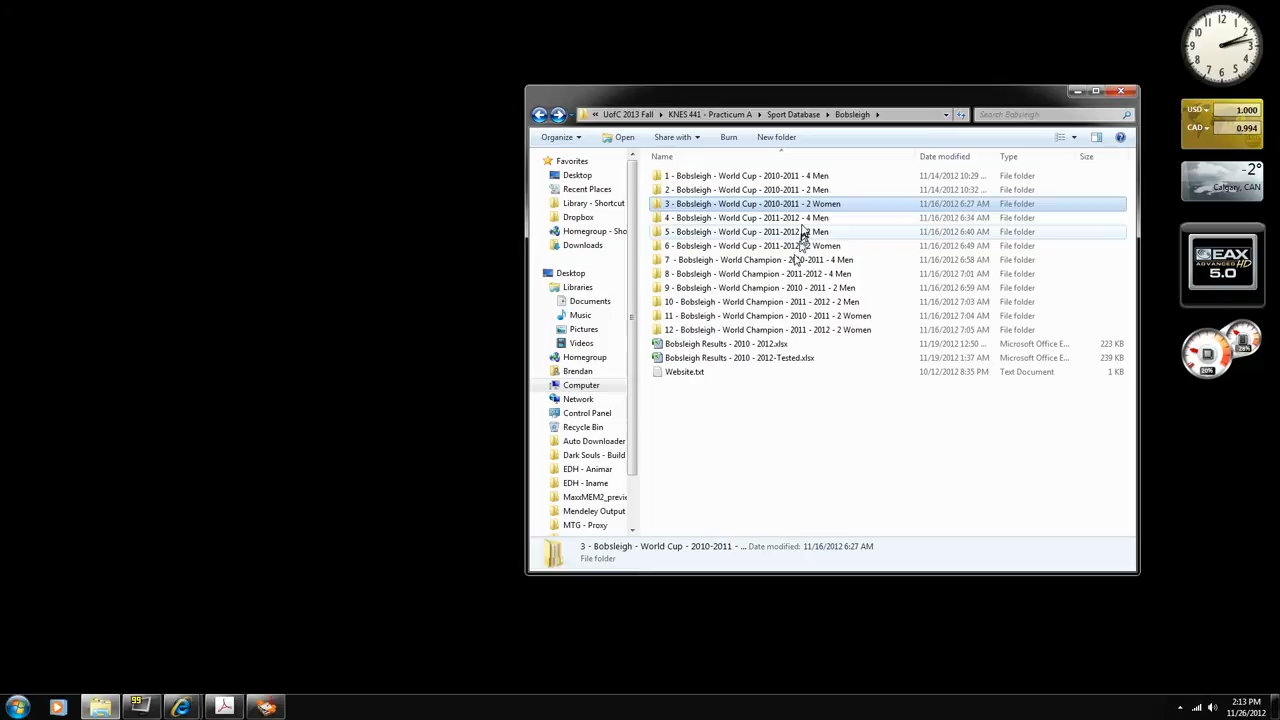 « UofC 2013 Fall ▸ KNES 441 - Practicum A ▸ Sport Database ▸ Bobsleigh ▸
Search Bobsleigh
Organize Open Share with Burn New folder
Favorites
Desktop
Recent Places
Library - Shortcut
Dropbox
Homegroup - Sho
Downloads
Desktop
Libraries
Documents
Music
Pictures
Videos
Homegroup
Brendan
Computer
Network
Control Panel
Recycle Bin
Auto Downloader
Dark Souls - Build
EDH - Animar
EDH - Iname
MaxxMEM2_previe
Mendeley Output
MTG - Proxy
Name Date modified Type Size
1 - Bobsleigh - World Cup - 2010-2011 - 4 Men 11/14/2012 10:29 ... File folder
2 - Bobsleigh - World Cup - 2010-2011 - 2 Men 11/14/2012 10:32 ... File folder
3 - Bobsleigh - World Cup - 2010-2011 - 2 Women 11/16/2012 6:27 AM File folder
4 - Bobsleigh - World Cup - 2011-2012 - 4 Men 11/16/2012 6:34 AM File folder
5 - Bobsleigh - World Cup - 2011-2012 - 2 Men 11/16/2012 6:40 AM File folder
6 - Bobsleigh - World Cup - 2011-2012 - 2 Women 11/16/2012 6:49 AM File folder
7 - Bobsleigh - World Champion - 2010-2011 - 4 Men 11/16/2012 6:58 AM File folder
8 - Bobsleigh - World Champion - 2011-2012 - 4 Men 11/16/2012 6:58 AM File folder
9 - Bobsleigh - World Champion - 2010 - 2011 - 2 Men 11/16/2012 6:59 AM File folder
10 - Bobsleigh - World Champion - 2011 - 2012 - 2 Men 11/16/2012 7:03 AM File folder
11 - Bobsleigh - World Champion - 2010 - 2011 - 2 Women 11/16/2012 7:04 AM File folder
12 - Bobsleigh - World Champion - 2011 - 2012 - 2 Women 11/16/2012 7:05 AM File folder
Bobsleigh Results - 2010 - 2012.xlsx 11/19/2012 12:50 ... Microsoft Office E... 223 KB
Bobsleigh Results - 2010 - 2012-Tested.xlsx 11/19/2012 1:37 AM Microsoft Office E... 239 KB
Website.txt 10/12/2012 8:35 PM Text Document 1 KB
3 - Bobsleigh - World Cup - 2010-2011 - ... Date modified: 11/16/2012 6:27 AM
File folder
12
1
2
3
4
5
6
7
8
9
10
11
USD 1.000
CAD 0.994
-2°
Calgary, CAN
EAX
ADVANCED HD
5.0
20%
99
2:13 PM
11/26/2012